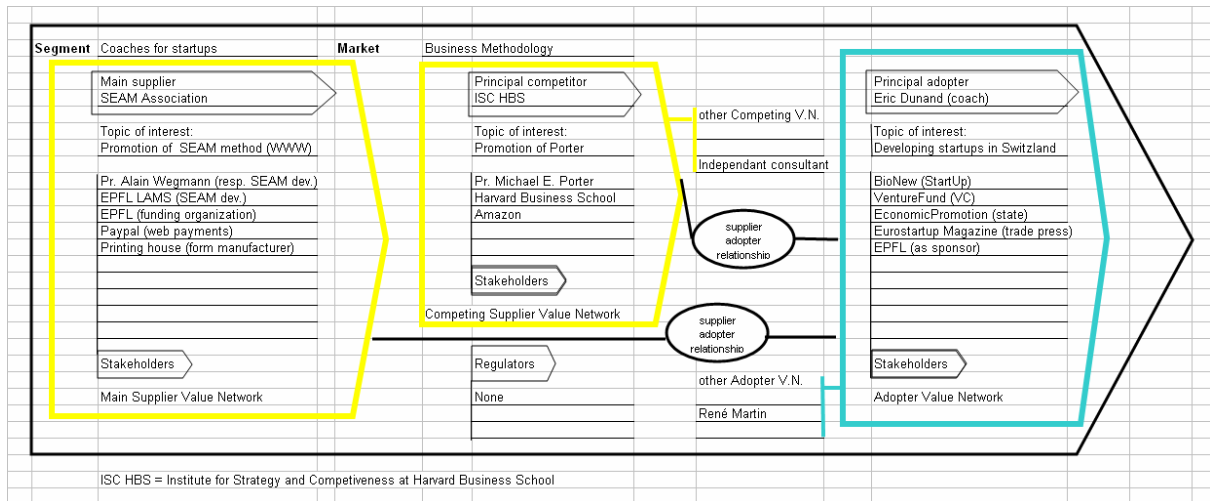 Segment Coaches for startups Market Business Methodology
Main supplier
SEAM Association
Topic of interest:
Promotion of SEAM method (WWW)
Pr. Alain Wegmann (resp. SEAM dev.)
EPFL LAMS (SEAM dev.)
EPFL (funding organization)
Paypal (web payments)
Printing house (form manufacturer)
Stakeholders
Main Supplier Value Network
Principal competitor
ISC HBS
Topic of interest:
Promotion of Porter
Pr. Michael E. Porter
Harvard Business School
Amazon
Stakeholders
Competing Supplier Value Network
Regulators
None
other Competing V.N.
Independant consultant
supplier
adopter
relationship
supplier
adopter
relationship
other Adopter V.N.
René Martin
Principal adopter
Eric Dunand (coach)
Topic of interest:
Developing startups in Switzland
BioNew (StartUp)
VentureFund (VC)
EconomicPromotion (state)
Eurostartup Magazine (trade press)
EPFL (as sponsor)
Stakeholders
Adopter Value Network
ISC HBS = Institute for Strategy and Competiveness at Harvard Business School